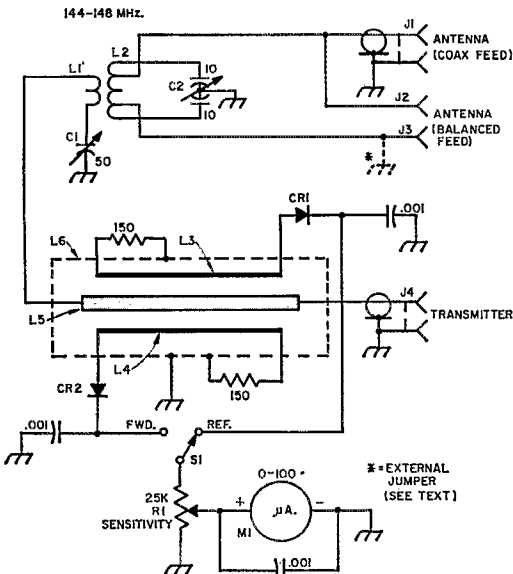 144-148 MHz.
L1
L2
10
C2
10
C1
50
J1
ANTENNA
(COAX FEED)
J2
ANTENNA
(BALANCED
FEED)
J3
*
CR1
.001
150
L6
L3
L5
J4
TRANSMITTER
L4
150
CR2
.001
FWD.
REF.
S1
25K
R1
SENSITIVITY
0-100
+
μA.
-
M1
.001
*=EXTERNAL
JUMPER
(SEE TEXT)